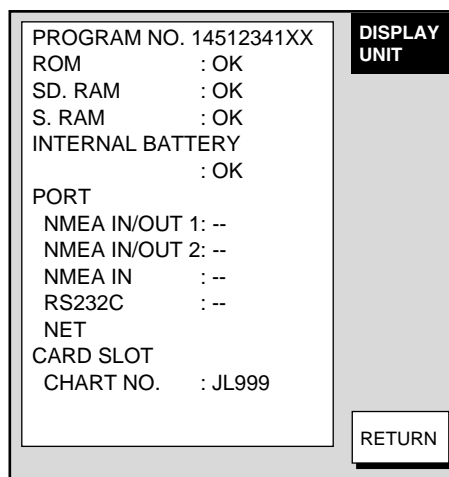 PROGRAM NO. 14512341XX
ROM : OK
SD. RAM : OK
S. RAM : OK
INTERNAL BATTERY
: OK
PORT
NMEA IN/OUT 1: --
NMEA IN/OUT 2: --
NMEA IN : --
RS232C : --
NET
CARD SLOT
CHART NO. : JL999
DISPLAY
UNIT
RETURN